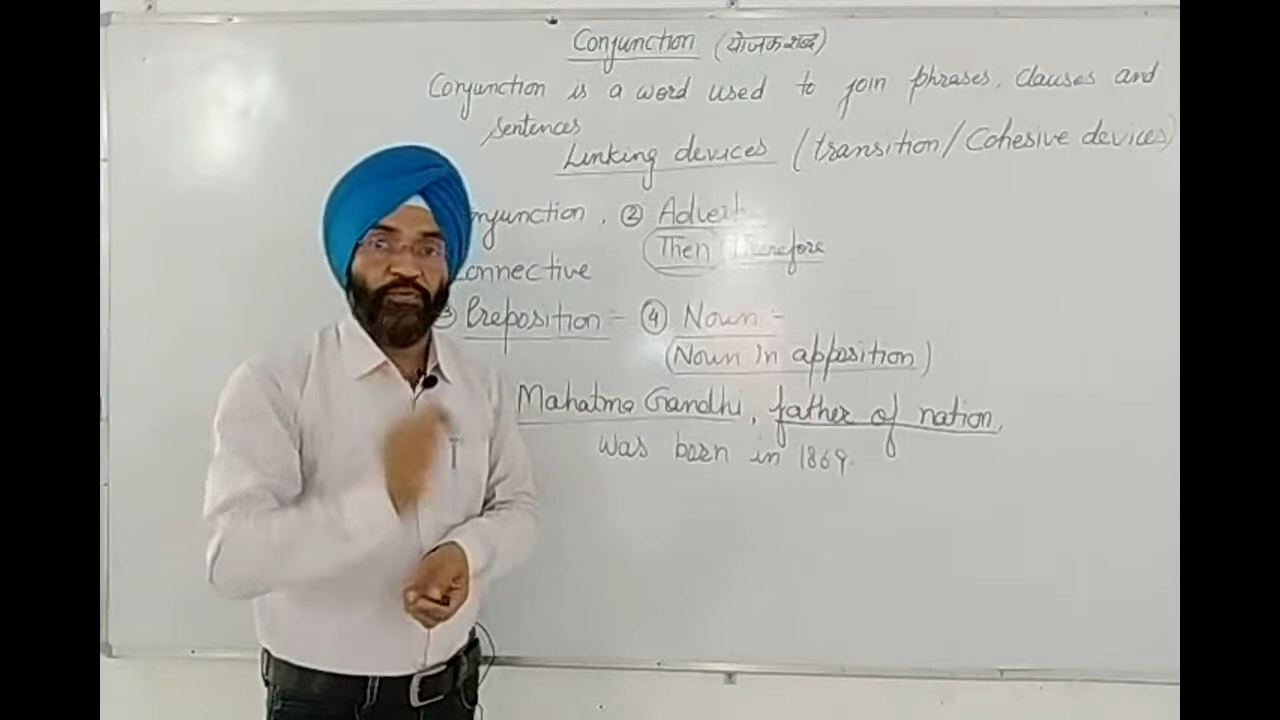 Conjunction (योजक शब्द)
Conjunction is a word used to join phrases, clauses and
sentences
Linking devices (transition/Cohesive devices)
njunction, ② Adverb
Then Therefore
Connective
③ Preposition :- ④ Noun :-
(Noun in apposition)
Mahatma Gandhi, father of nation,
was born in 1869.